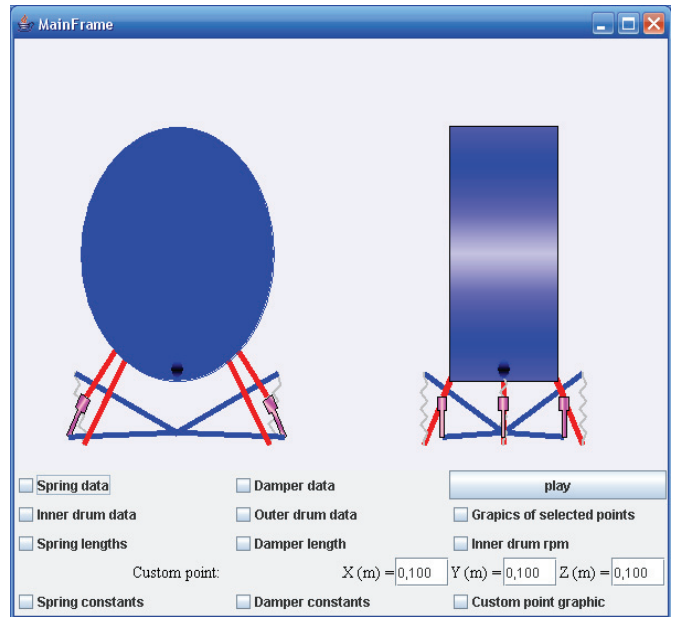 MainFrame
Spring data Damper data play
Inner drum data Outer drum data Grapics of selected points
Spring lengths Damper length Inner drum rpm
Custom point: X (m) = 0,100 Y (m) = 0,100 Z (m) = 0,100
Spring constants Damper constants Custom point graphic